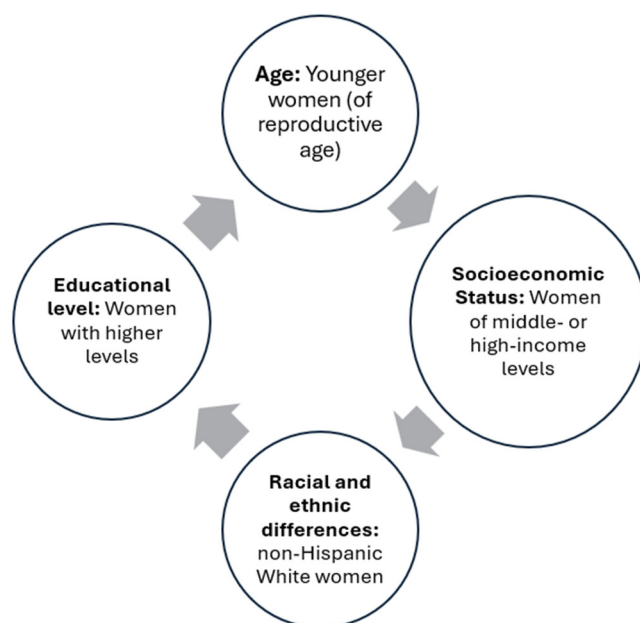 Age: Younger
women (of
reproductive
age)
Socioeconomic
Status: Women
of middle- or
high-income
levels
Racial and
ethnic
differences:
non-Hispanic
White women
Educational
level: Women
with higher
levels